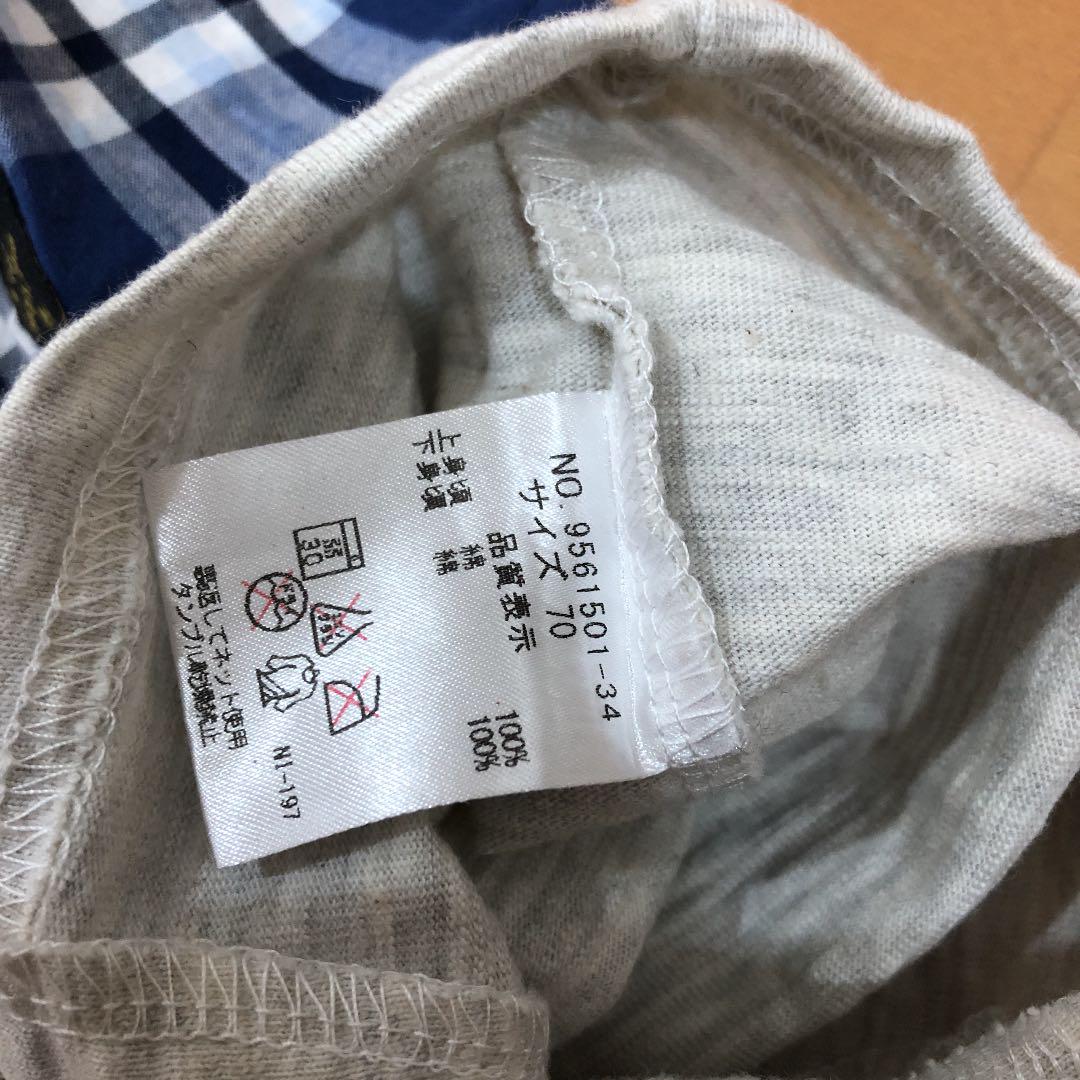 NO. 9561501-34
サイズ 70
品質表示
上身頃 綿 100%
下身頃 綿 100%
弱
30
裏返してネット使用
タンブル乾燥禁止
NI-197